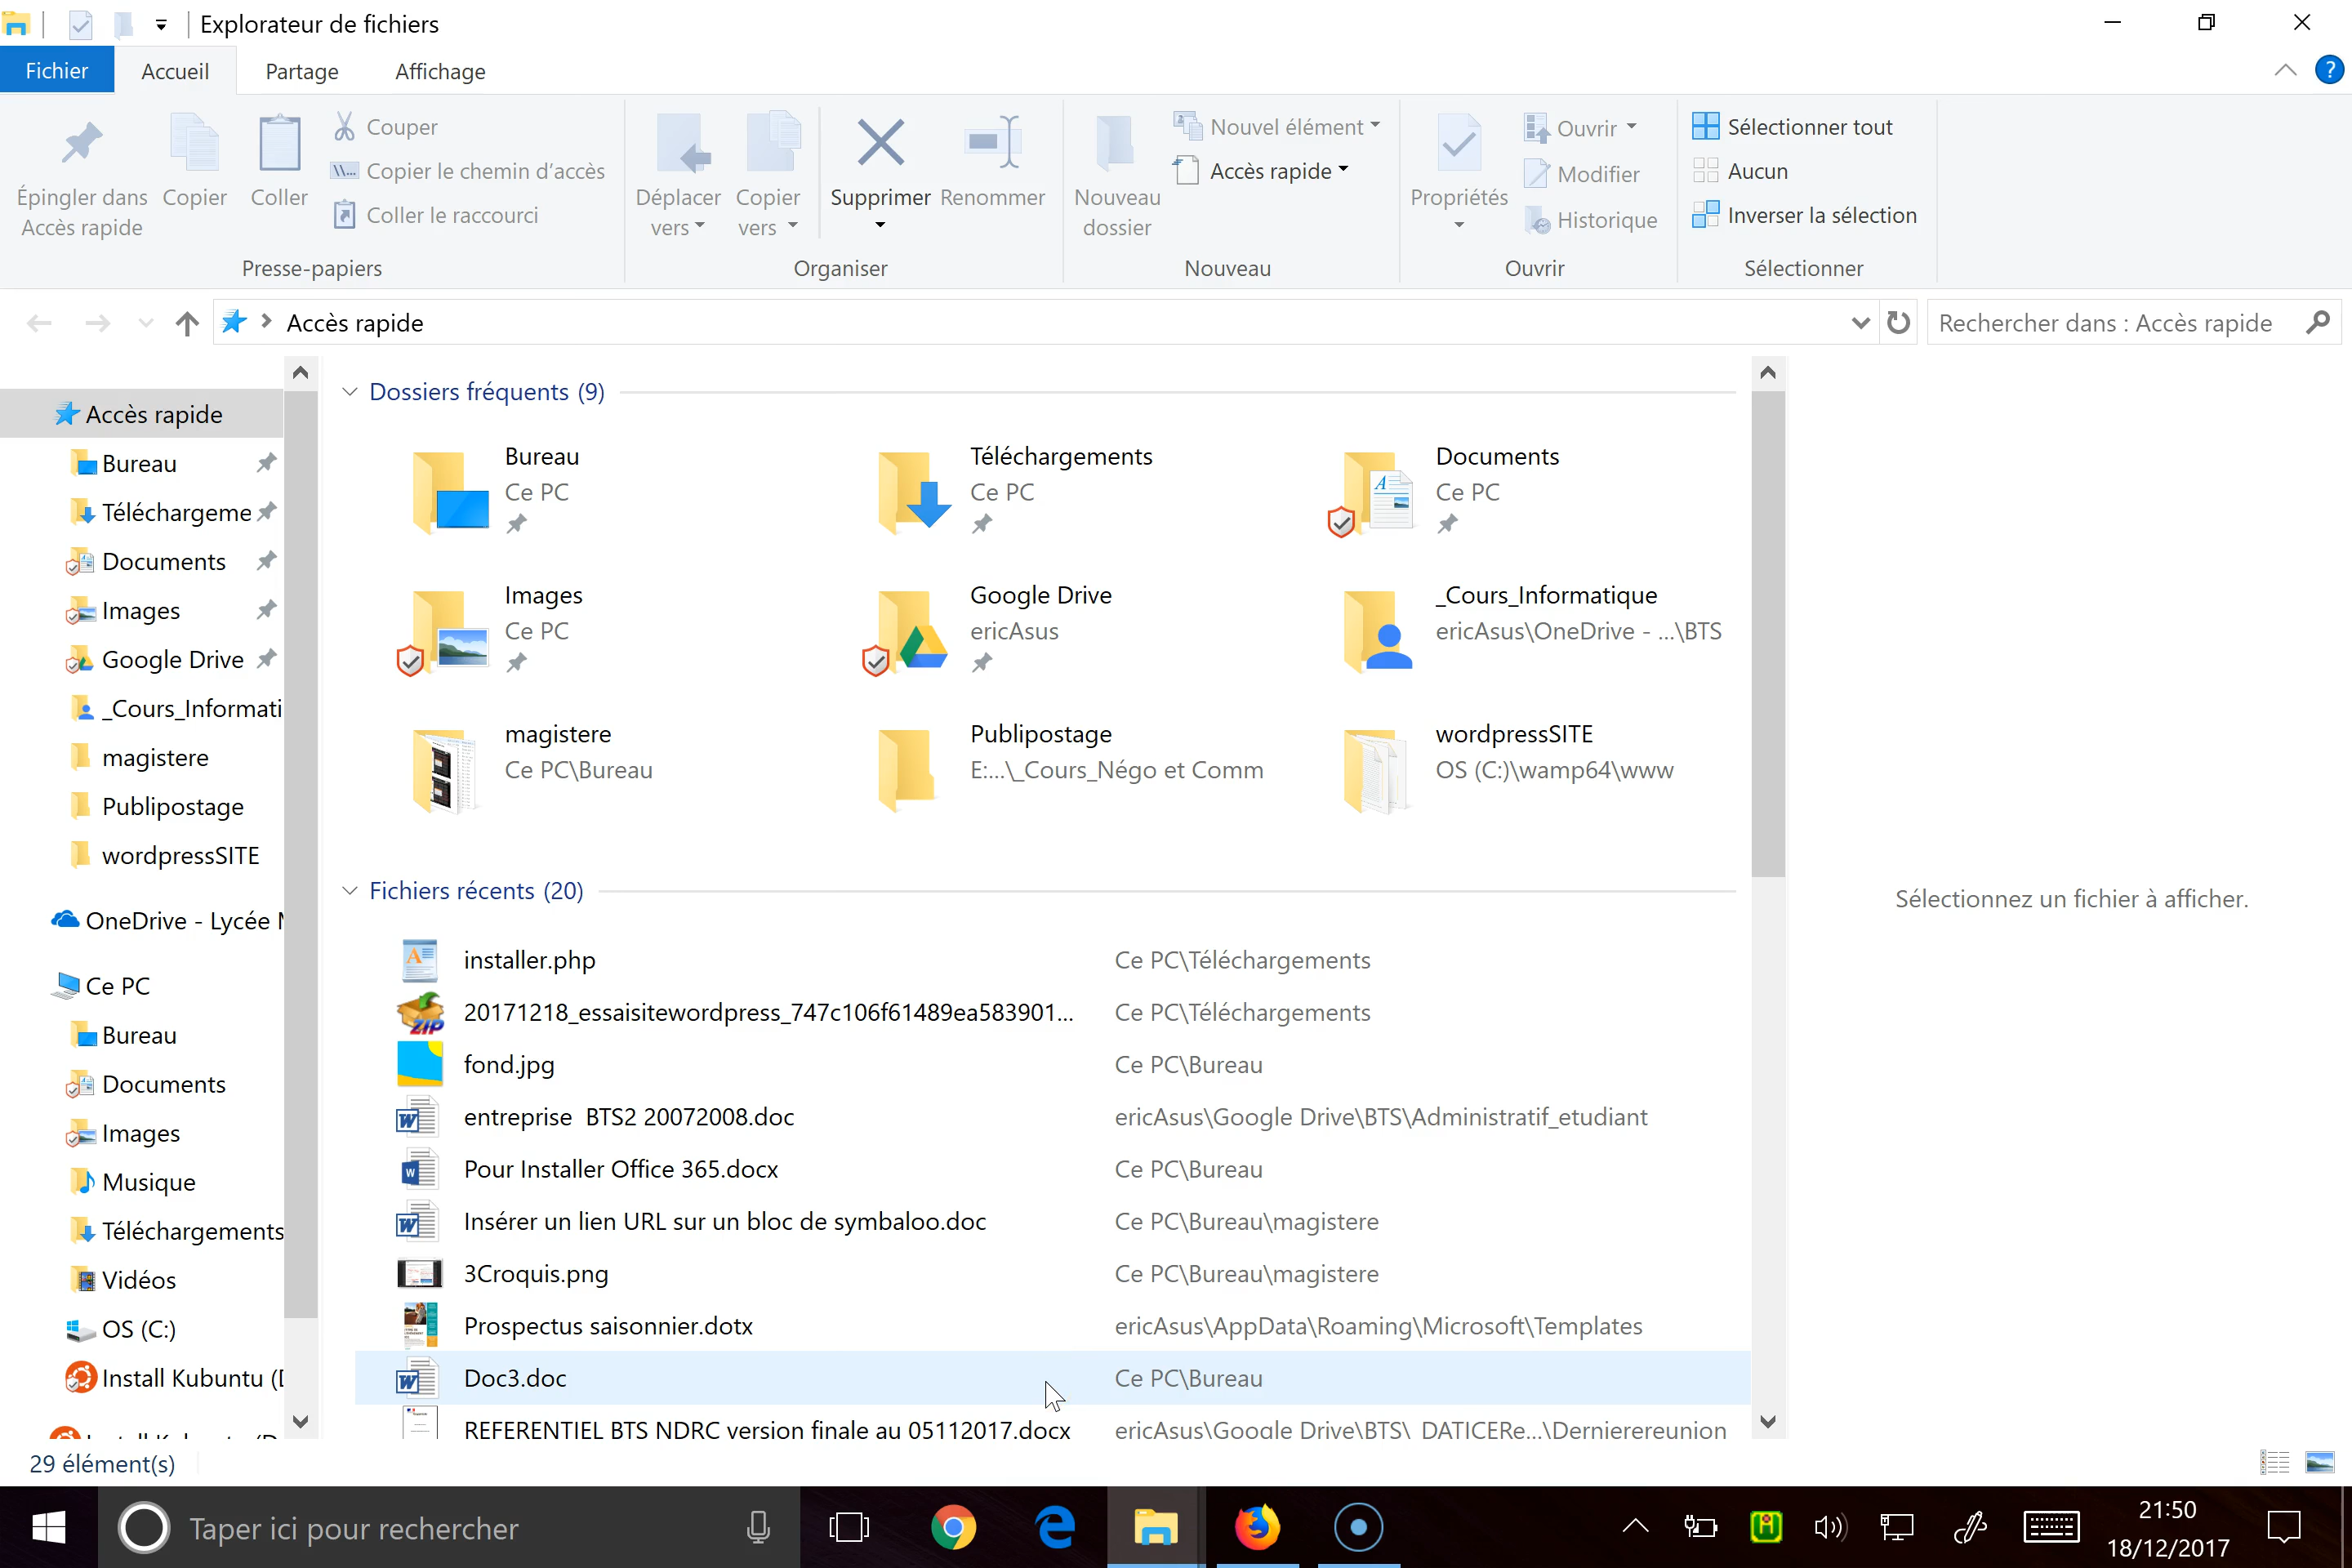 Explorateur de fichiers
Fichier
Accueil
Partage
Affichage
Épingler dans
Accès rapide
Copier
Coller
Couper
Copier le chemin d'accès
Coller le raccourci
Presse-papiers
Déplacer
vers
Copier
vers
Supprimer
Renommer
Organiser
Nouveau
dossier
Nouvel élément
Accès rapide
Nouveau
Propriétés
Ouvrir
Modifier
Historique
Ouvrir
Sélectionner tout
Aucun
Inverser la sélection
Sélectionner
Accès rapide
Rechercher dans : Accès rapide
Accès rapide
Bureau
Téléchargeme
Documents
Images
Google Drive
_Cours_Informati
magistere
Publipostage
wordpressSITE
OneDrive - Lycée
Ce PC
Bureau
Documents
Images
Musique
Téléchargements
Vidéos
OS (C:)
Install Kubuntu (
Dossiers fréquents (9)
Bureau
Ce PC
Téléchargements
Ce PC
Documents
Ce PC
Images
Ce PC
Google Drive
ericAsus
_Cours_Informatique
ericAsus\OneDrive - ...\BTS
magistere
Ce PC\Bureau
Publipostage
E:...\_Cours_Négo et Comm
wordpressSITE
OS (C:)\wamp64\www
Fichiers récents (20)
installer.php Ce PC\Téléchargements
20171218_essaisitewordpress_747c106f61489ea583901... Ce PC\Téléchargements
fond.jpg Ce PC\Bureau
entreprise  BTS2 20072008.doc ericAsus\Google Drive\BTS\Administratif_etudiant
Pour Installer Office 365.docx Ce PC\Bureau
Insérer un lien URL sur un bloc de symbaloo.doc Ce PC\Bureau\magistere
3Croquis.png Ce PC\Bureau\magistere
Prospectus saisonnier.dotx ericAsus\AppData\Roaming\Microsoft\Templates
Doc3.doc Ce PC\Bureau
REFERENTIEL BTS NDRC version finale au 05112017.docx ericAsus\Google Drive\BTS\_DATICERe...\Dernierereunion
Sélectionnez un fichier à afficher.
29 élément(s)
Taper ici pour rechercher
21:50
18/12/2017